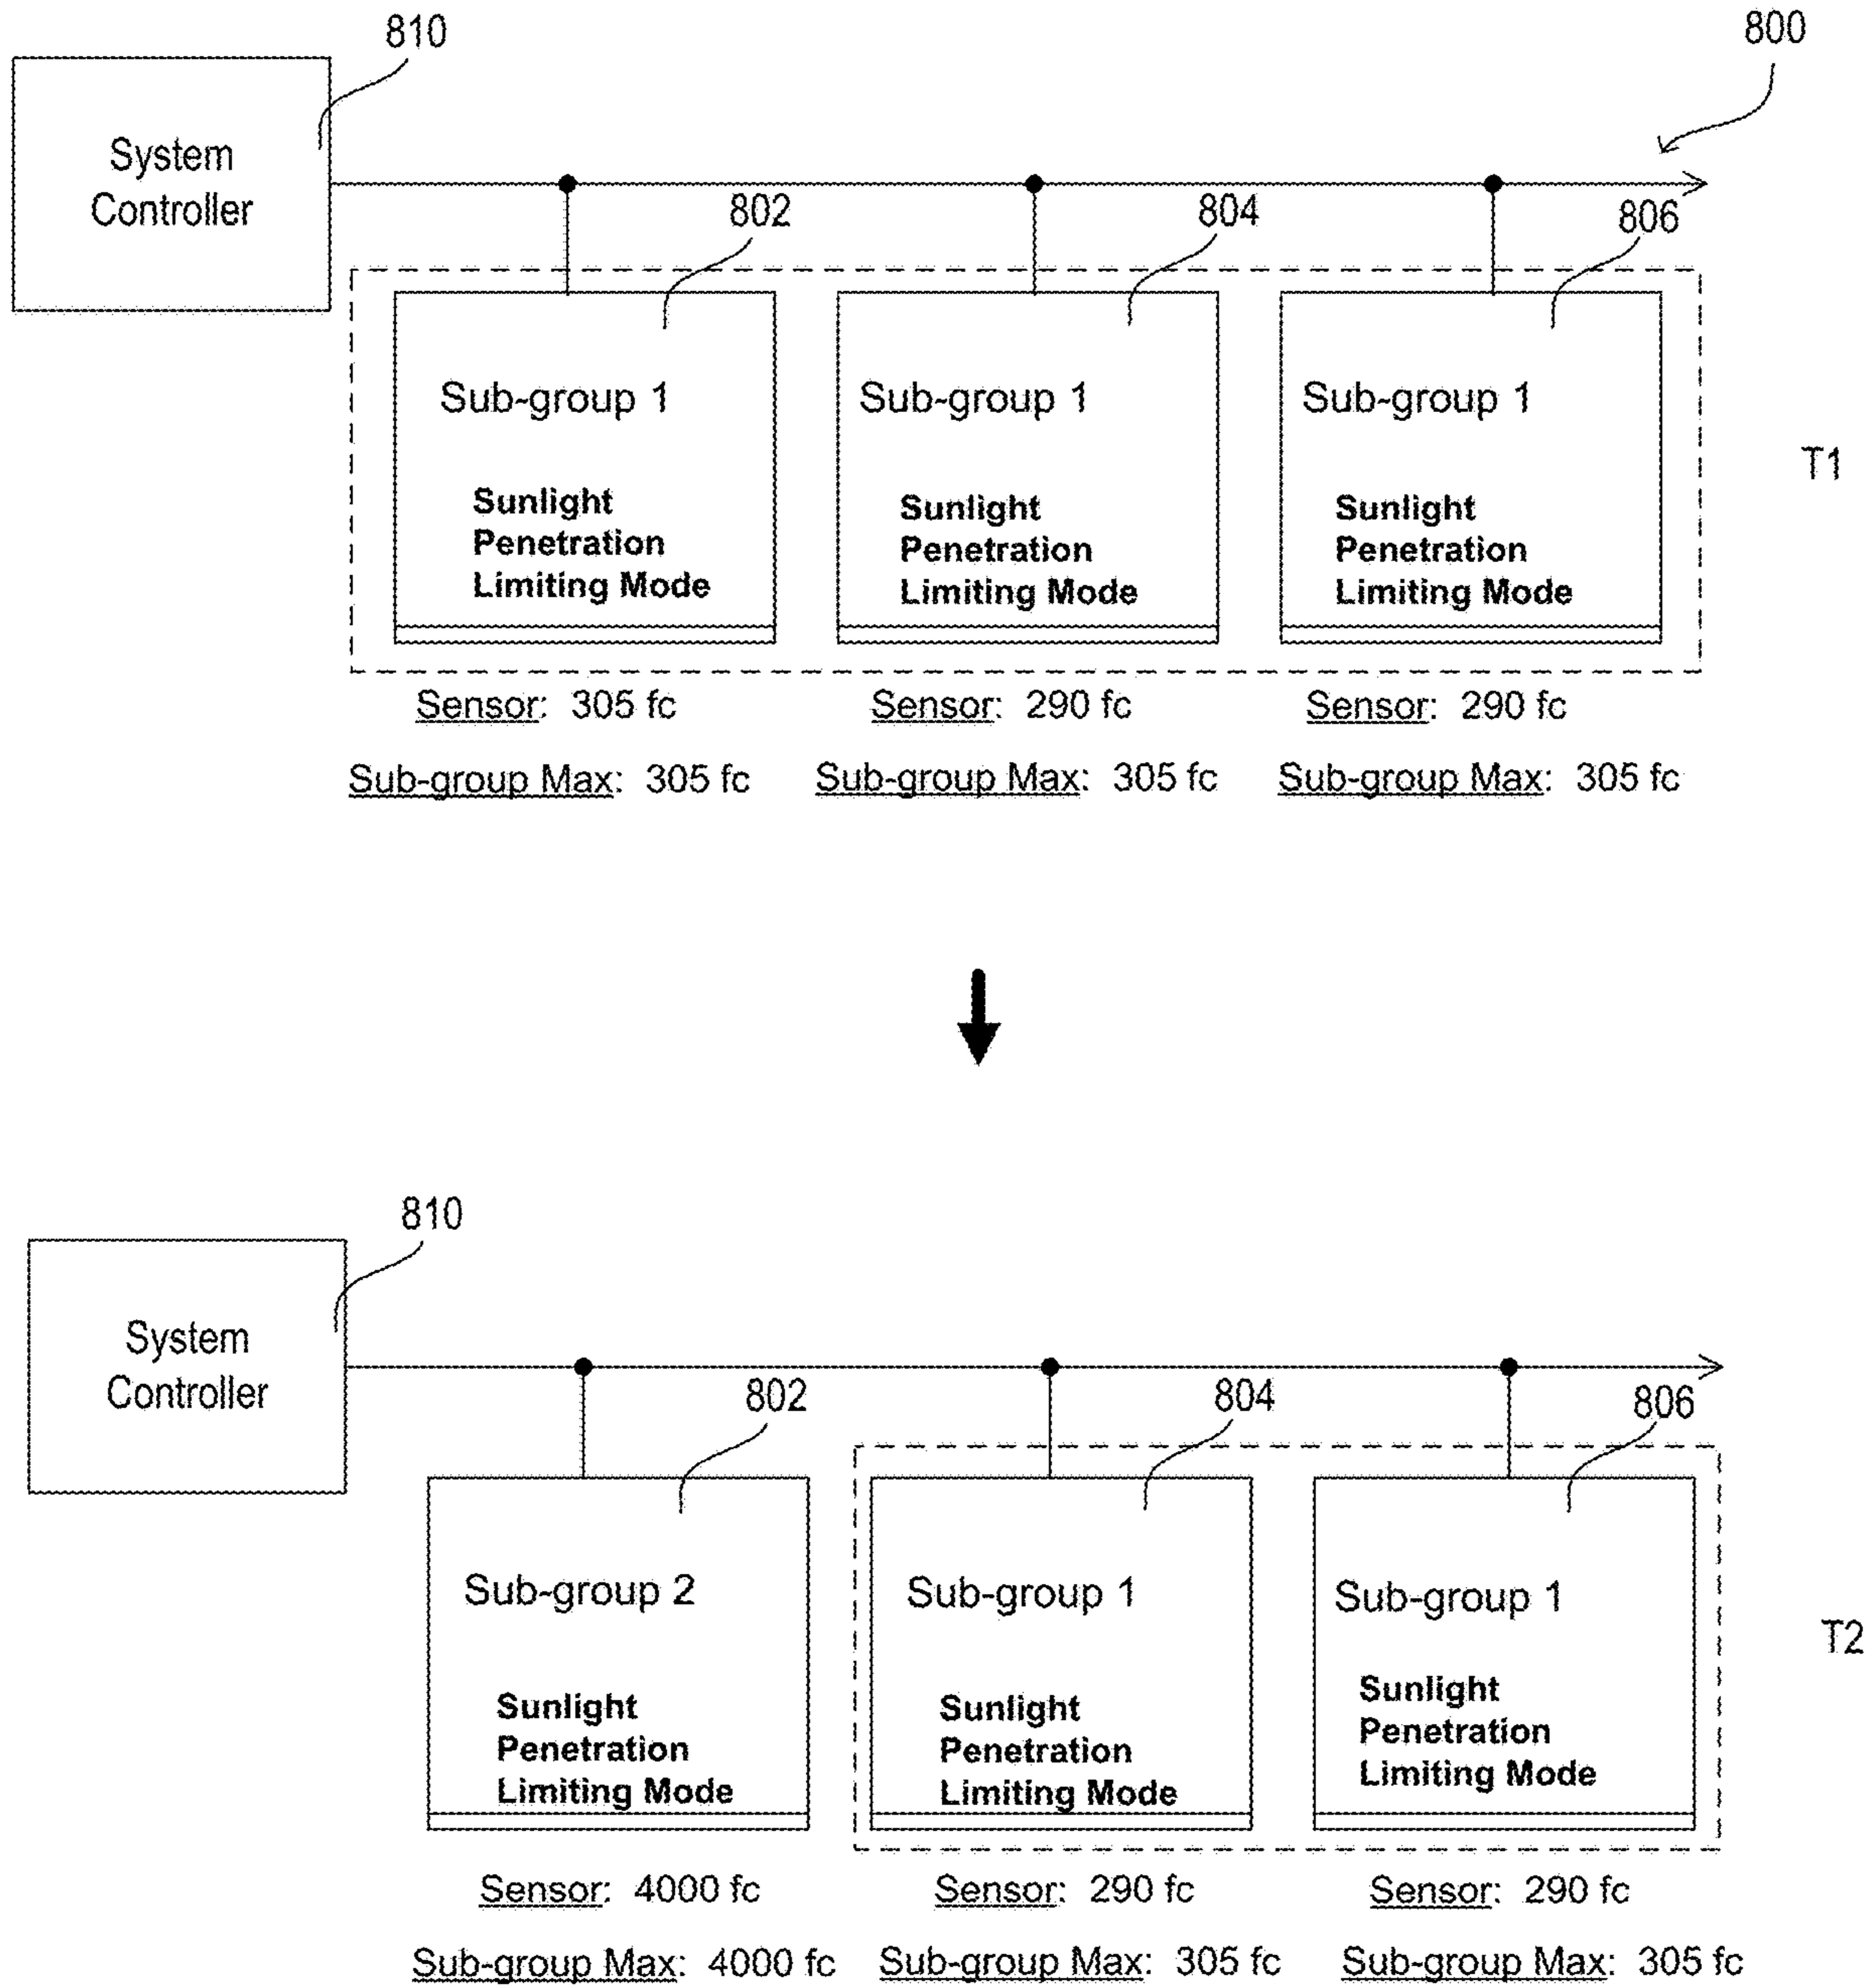 810
800
System
Controller
802
804
806
Sub-group 1
Sub-group 1
Sub-group 1
T1
Sunlight
Penetration
Limiting Mode
Sunlight
Penetration
Limiting Mode
Sunlight
Penetration
Limiting Mode
Sensor: 305 fc
Sensor: 290 fc
Sensor: 290 fc
Sub-group Max: 305 fc
Sub-group Max: 305 fc
Sub-group Max: 305 fc
810
System
Controller
802
804
806
Sub-group 2
Sub-group 1
Sub-group 1
T2
Sunlight
Penetration
Limiting Mode
Sunlight
Penetration
Limiting Mode
Sunlight
Penetration
Limiting Mode
Sensor: 4000 fc
Sensor: 290 fc
Sensor: 290 fc
Sub-group Max: 4000 fc
Sub-group Max: 305 fc
Sub-group Max: 305 fc